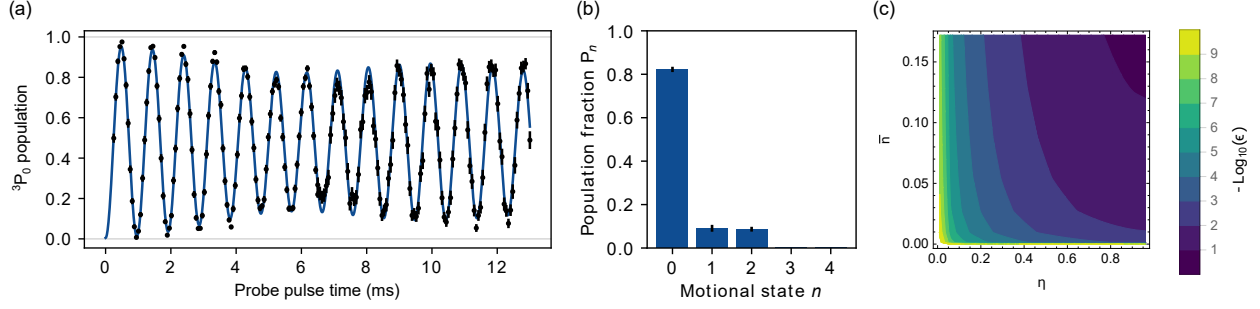 (a)
1.0
0.8
0.6
0.4
0.2
0.0
³P₀ population
0 2 4 6 8 10 12
Probe pulse time (ms)
(b)
1.0
0.8
0.6
0.4
0.2
0.0
Population fraction Pₙ
0 1 2 3 4
Motional state n
(c)
0.15
0.10
0.05
0.00
n̅
0.0 0.2 0.4 0.6 0.8
η
9
8
7
6
5
4
3
2
1
- Log₁₀(ϵ)